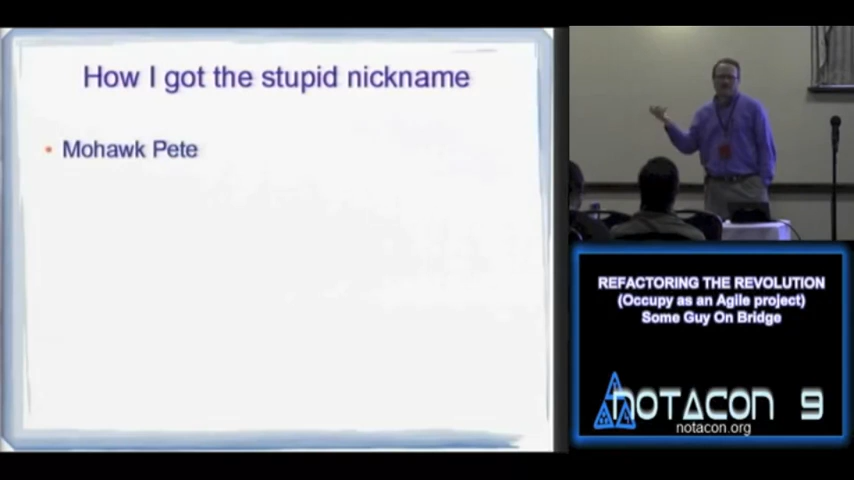 How I got the stupid nickname
• Mohawk Pete
REFACTORING THE REVOLUTION
(Occupy as an Agile project)
Some Guy On Bridge
NOTACON 9
notacon.org